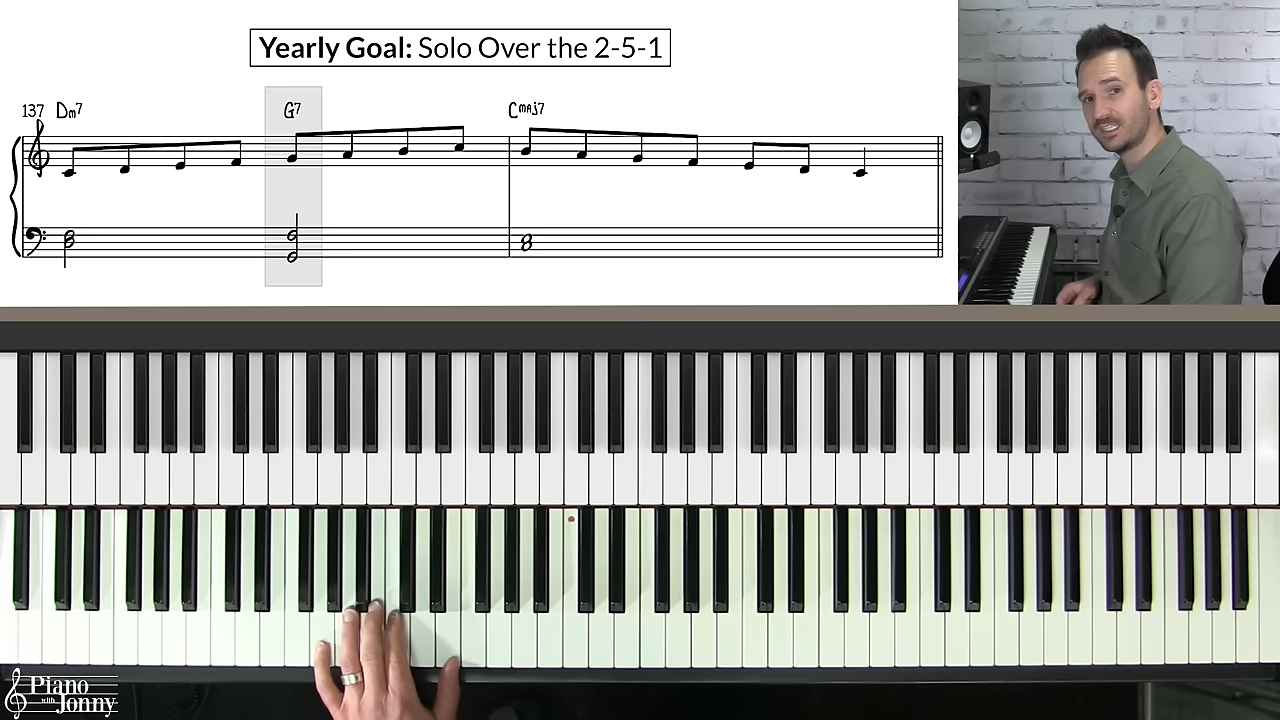 Yearly Goal: Solo Over the 2-5-1
137 Dm7 G7 Cmaj7
Piano
with
Jonny